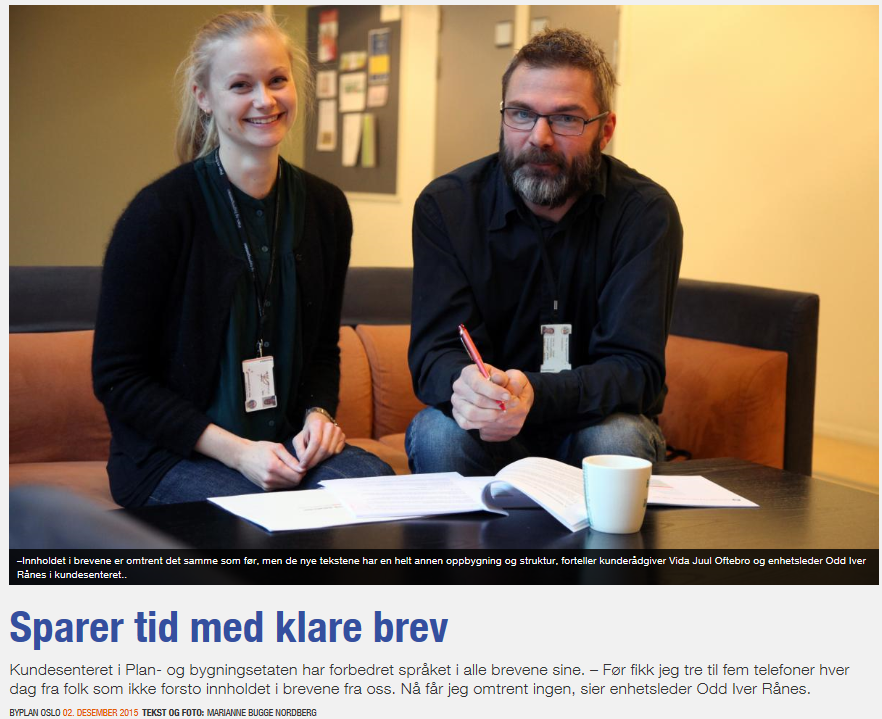 –Innholdet i brevene er omtrent det samme som før, men de nye tekstene har en helt annen oppbygning og struktur, forteller kunderådgiver Vida Juul Oftebro og enhetsleder Odd Iver
Rånes i kundesenteret..
Sparer tid med klare brev
Kundesenteret i Plan- og bygningsetaten har forbedret språket i alle brevene sine. – Før fikk jeg tre til fem telefoner hver
dag fra folk som ikke forsto innholdet i brevene fra oss. Nå får jeg omtrent ingen, sier enhetsleder Odd Iver Rånes.
BYPLAN OSLO 02. DESEMBER 2015 TEKST OG FOTO: MARIANNE BUGGE NORDBERG